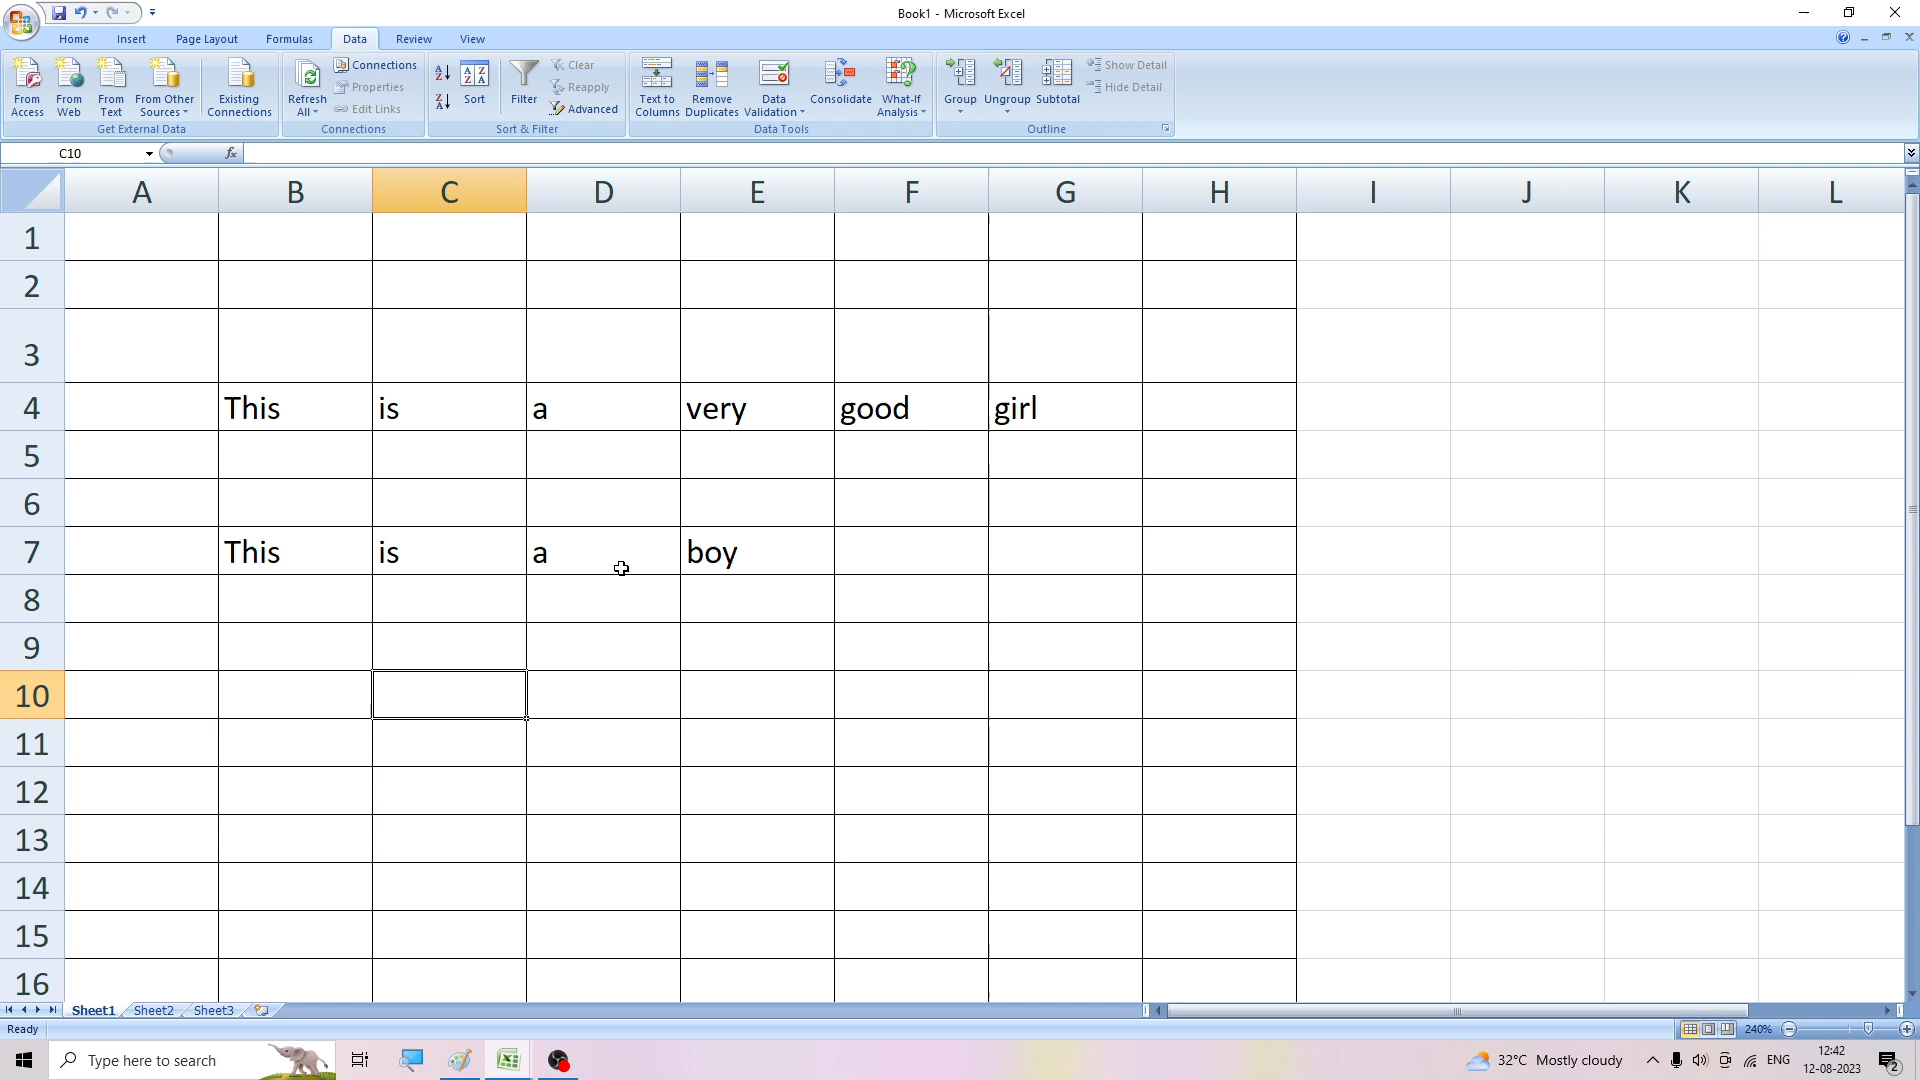 Book1 - Microsoft Excel
Home Insert Page Layout Formulas Data Review View
From Access
From Web
From Text
From Other Sources
Existing Connections
Get External Data
Refresh All
Connections
Properties
Edit Links
Connections
Sort
Filter
Clear
Reapply
Advanced
Sort & Filter
Text to Columns
Remove Duplicates
Data Validation
Consolidate
What-If Analysis
Data Tools
Group
Ungroup
Subtotal
Show Detail
Hide Detail
Outline
C10 fx
A B C D E F G H I J K L
1
2
3
4 This is a very good girl
5
6
7 This is a boy
8
9
10
11
12
13
14
15
16
Sheet1 Sheet2 Sheet3
Ready 240%
Type here to search 32°C Mostly cloudy ENG 12:42
12-08-2023 2